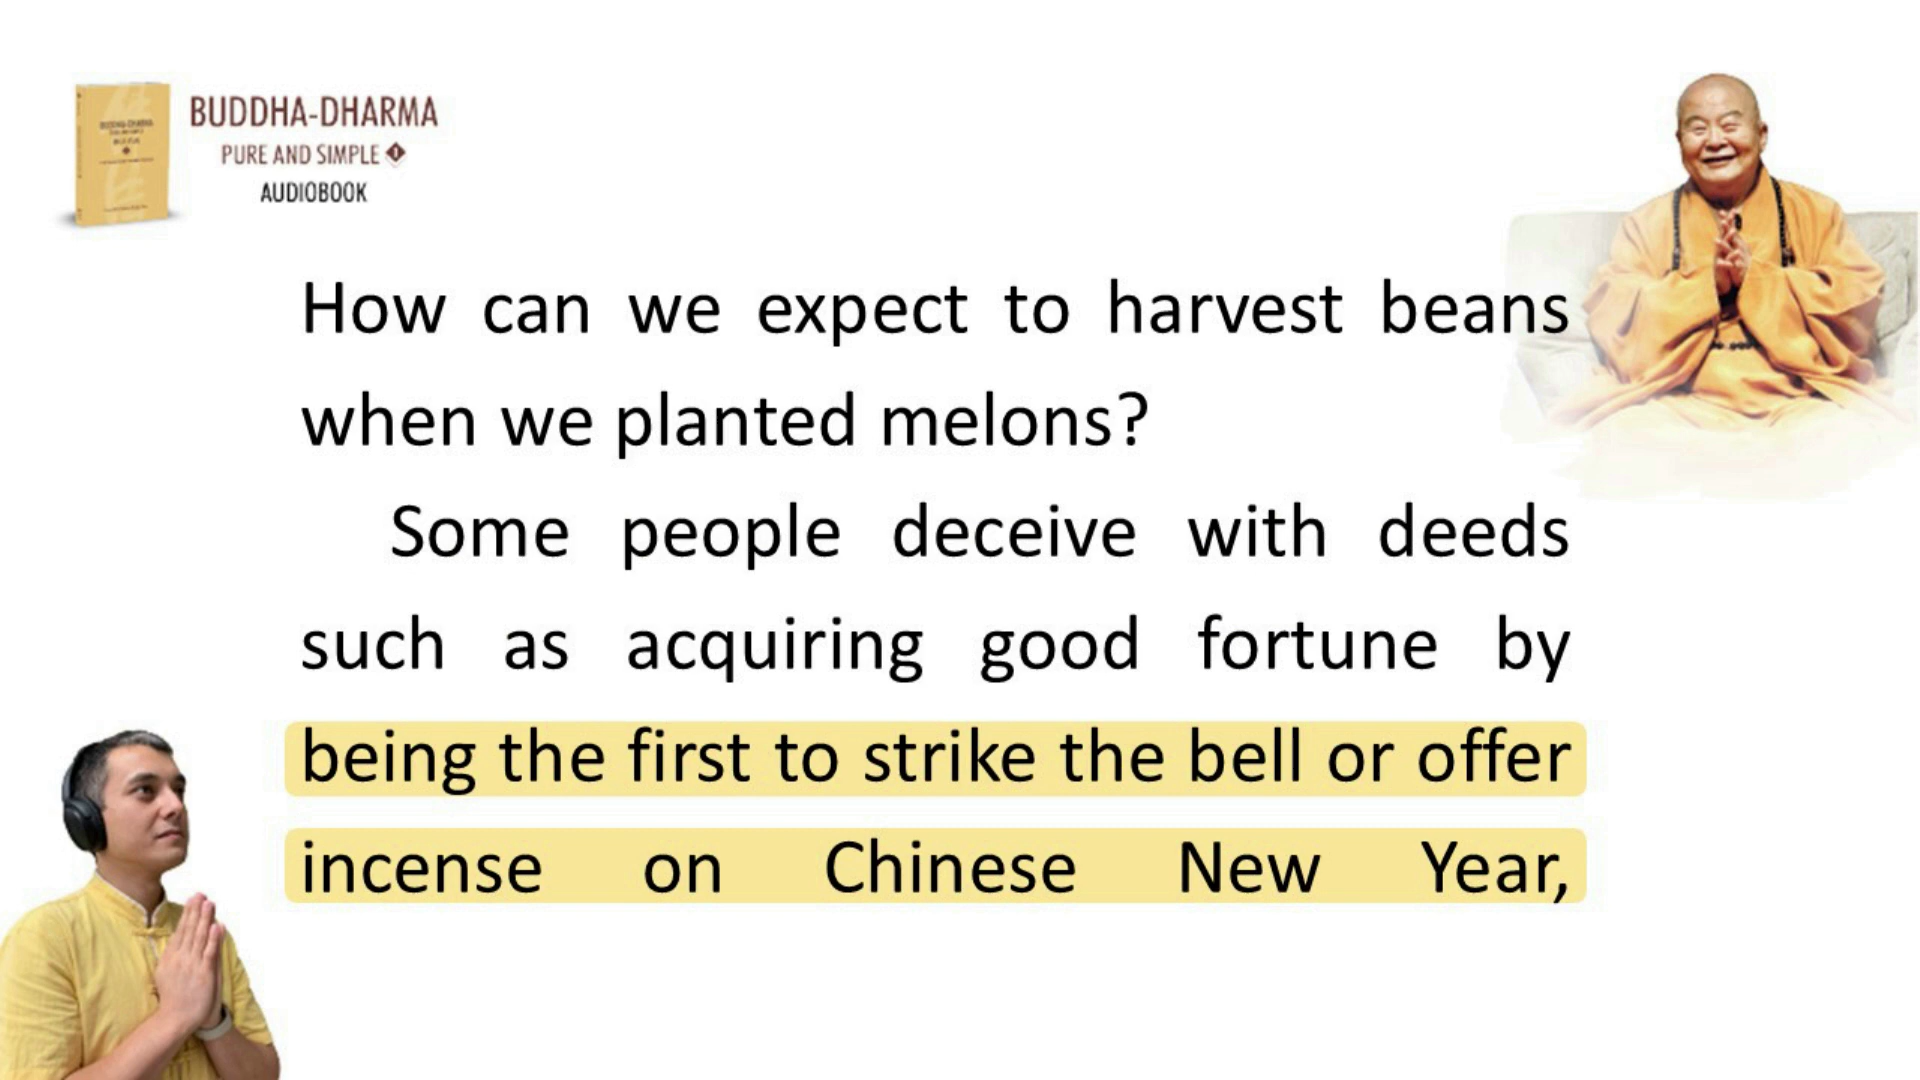 BUDDHA-DHARMA
PURE AND SIMPLE 1
AUDIOBOOK
How can we expect to harvest beans
when we planted melons?
Some people deceive with deeds
such as acquiring good fortune by
being the first to strike the bell or offer
incense on Chinese New Year,